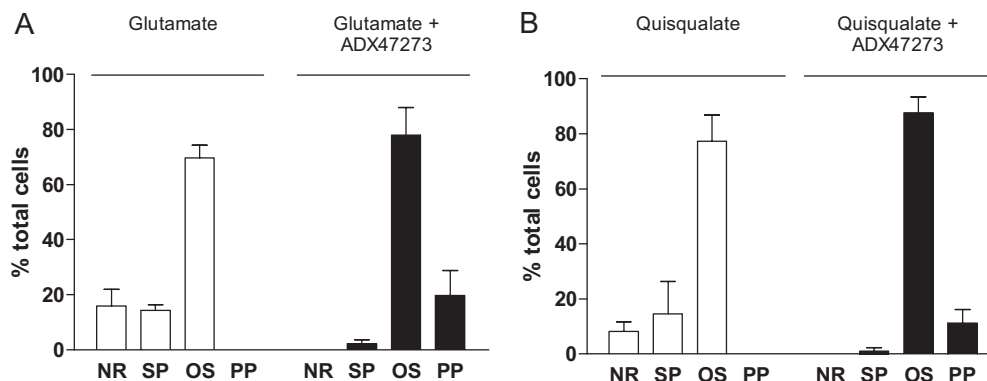 A
Glutamate
Glutamate +
ADX47273
% total cells
100
80
60
40
20
0
NR SP OS PP NR SP OS PP
B
Quisqualate
Quisqualate +
ADX47273
% total cells
100
80
60
40
20
0
NR SP OS PP NR SP OS PP